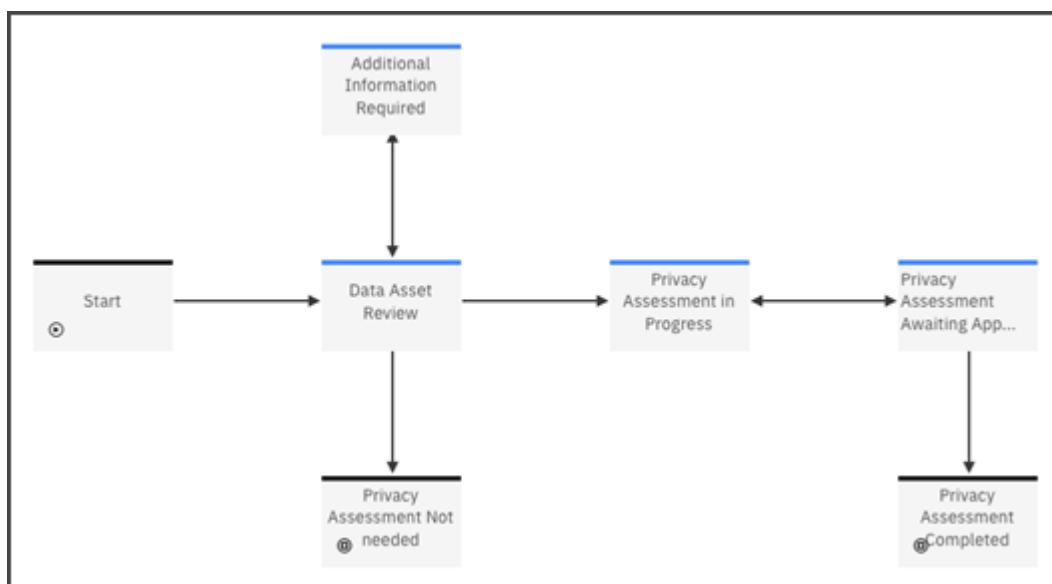 Additional
Information
Required
Start
Data Asset
Review
Privacy
Assessment in
Progress
Privacy
Assessment
Awaiting App...
Privacy
Assessment Not
needed
Privacy
Assessment
Completed